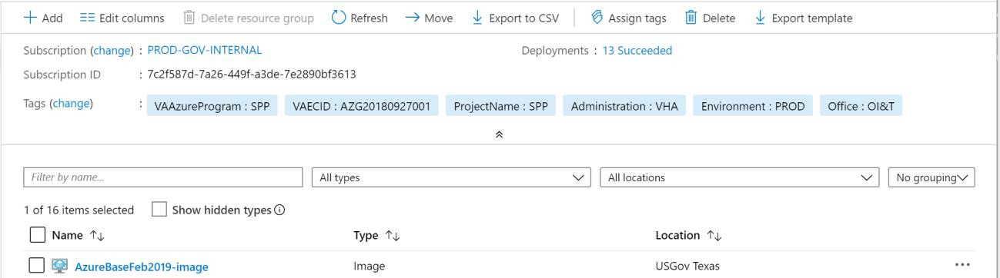 Add Edit columns Delete resource group Refresh Move Export to CSV Assign tags Delete Export template
Subscription (change) : PROD-GOV-INTERNAL Deployments : 13 Succeeded
Subscription ID : 7c2f587d-7a26-449f-a3de-7e2890bf3613
Tags (change) : VAAzureProgram : SPP VAECID : AZG20180927001 ProjectName : SPP Administration : VHA Environment : PROD Office : OI&T
Filter by name... All types All locations No grouping
1 of 16 items selected Show hidden types
Name Type Location
AzureBaseFeb2019-image Image USGov Texas